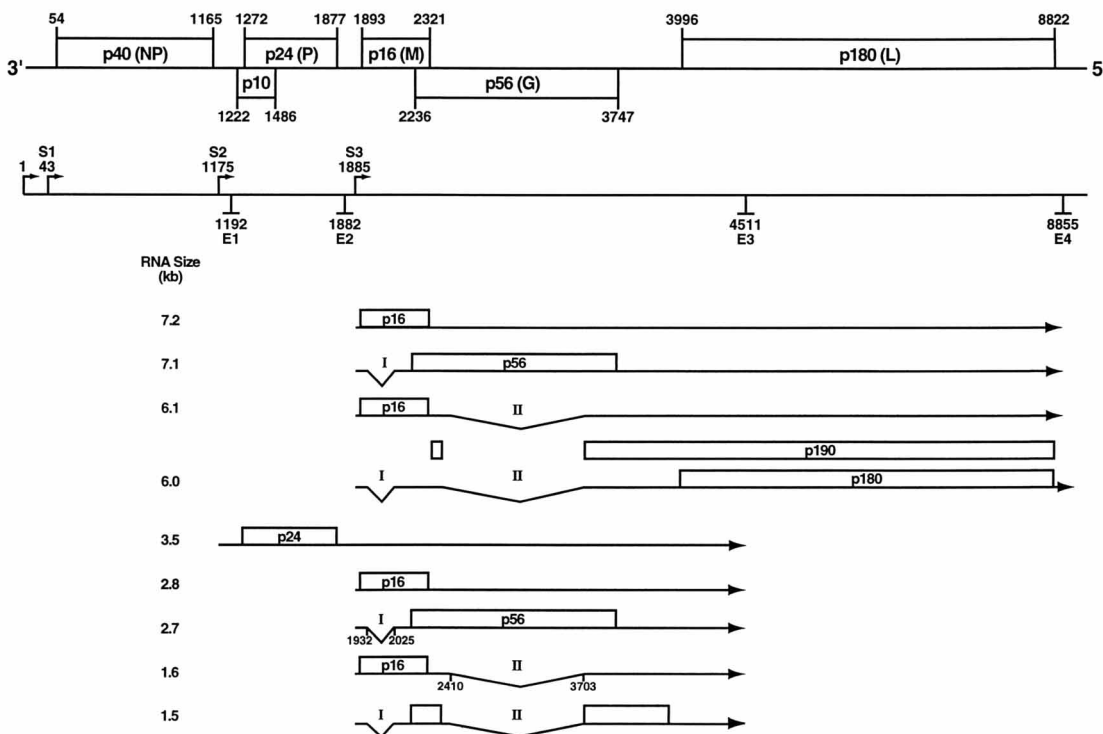 54 1165 1272 1877 1893 2321 3996 8822
p40 (NP) p24 (P) p16 (M) p180 (L)
3' 5
p10 p56 (G)
1222 1486 2236 3747
S1 S2 S3
1 43 1175 1885
1192 1882 4511 8855
E1 E2 E3 E4
RNA Size
(kb)
7.2 p16
7.1 I p56
6.1 p16 II
p190
6.0 I II p180
3.5 p24
2.8 p16
2.7 I p56
1932 2025
1.6 p16 II
2410 3703
1.5 I II